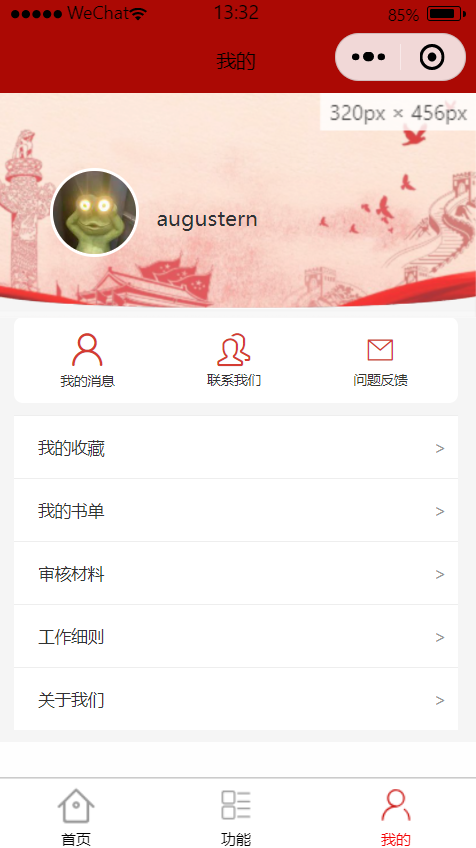 WeChat 13:32 85%
我的
320px × 456px
augustern
我的消息 联系我们 问题反馈
我的收藏 >
我的书单 >
审核材料 >
工作细则 >
关于我们 >
首页 功能 我的